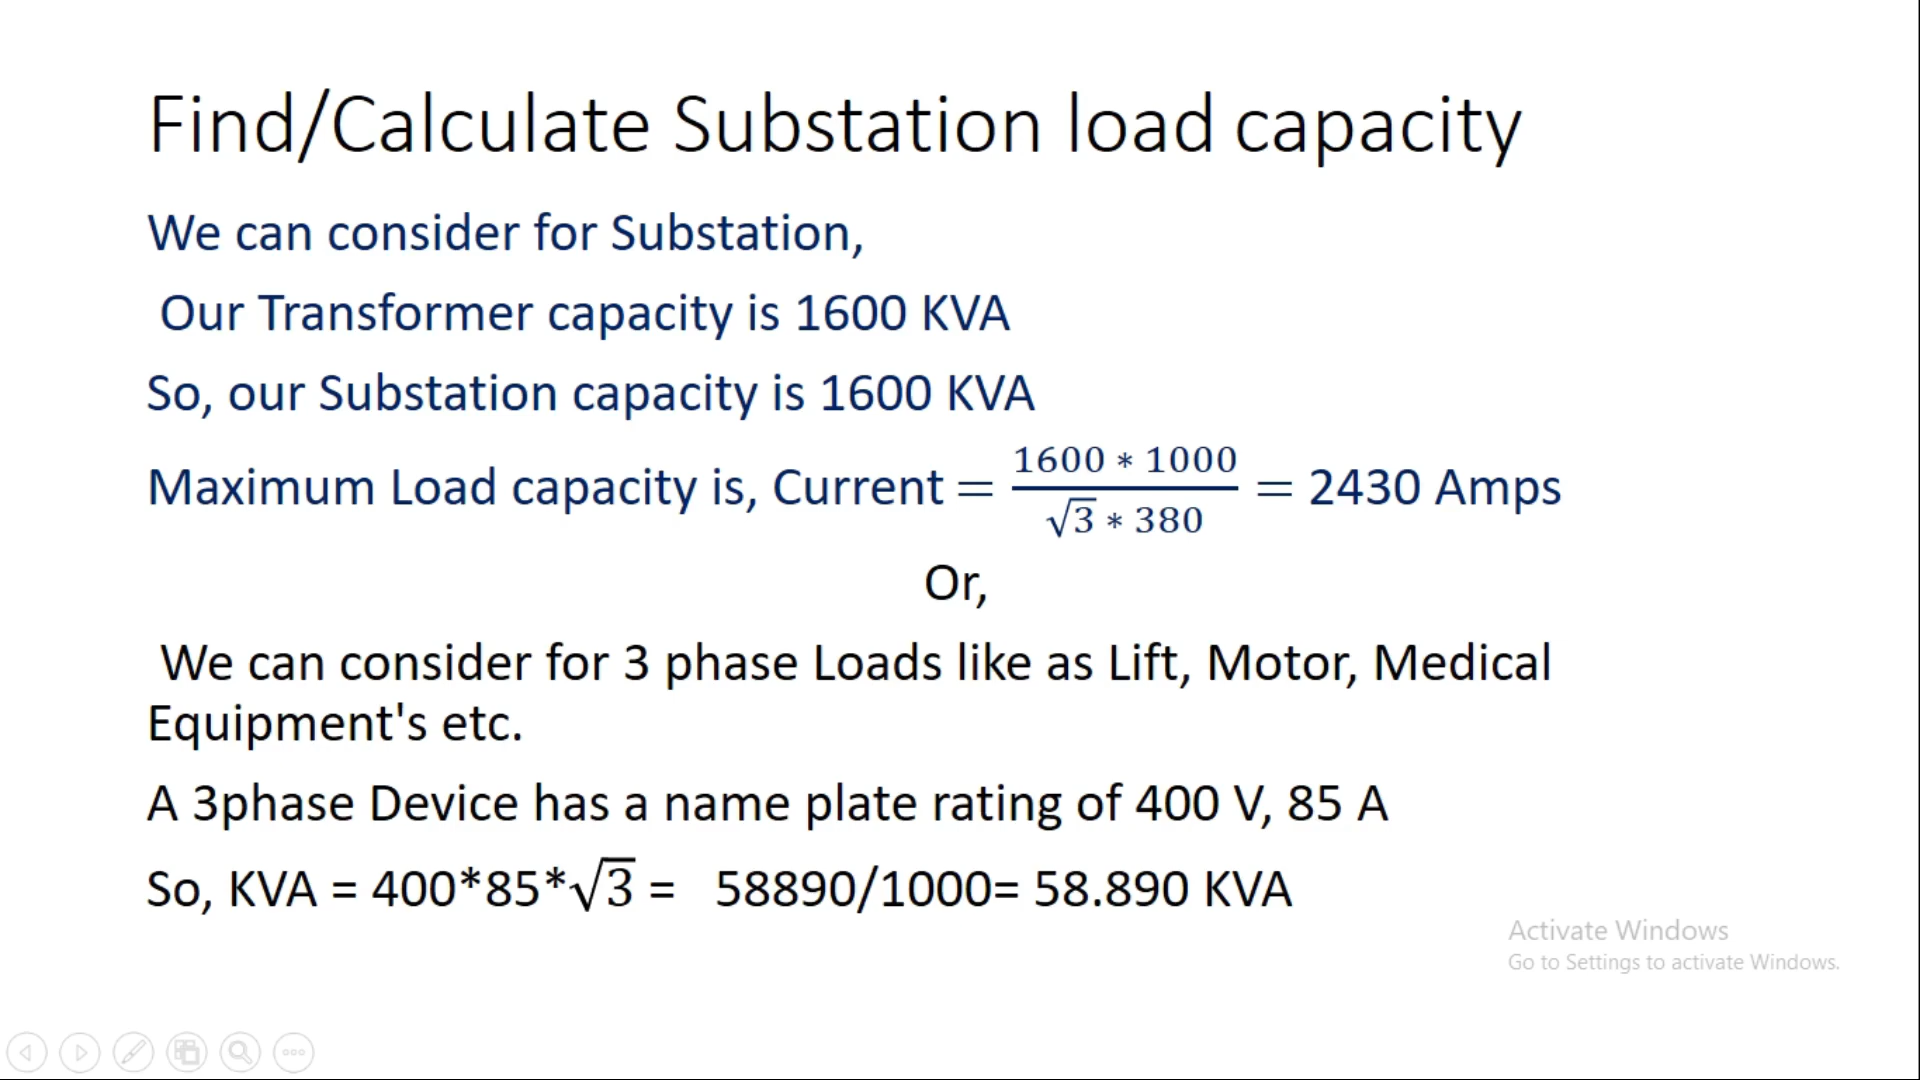 Find/Calculate Substation load capacity
We can consider for Substation,
Our Transformer capacity is 1600 KVA
So, our Substation capacity is 1600 KVA
Maximum Load capacity is, Current = (1600 * 1000)/(√3 * 380) = 2430 Amps
Or,
We can consider for 3 phase Loads like as Lift, Motor, Medical
Equipment's etc.
A 3phase Device has a name plate rating of 400 V, 85 A
So, KVA = 400*85*√3 = 58890/1000= 58.890 KVA
Activate Windows
Go to Settings to activate Windows.